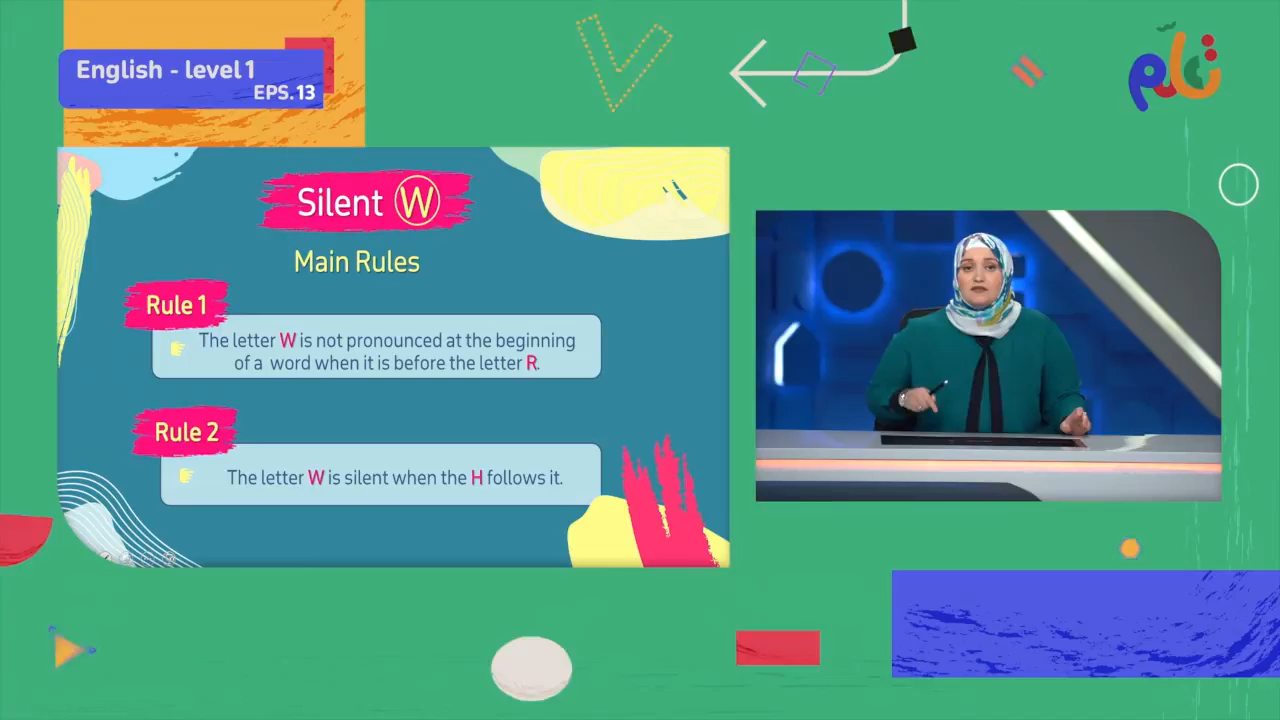 English - level 1
EPS.13
تعلّم
Silent W
Main Rules
Rule 1
The letter W is not pronounced at the beginning
of a word when it is before the letter R.
Rule 2
The letter W is silent when the H follows it.